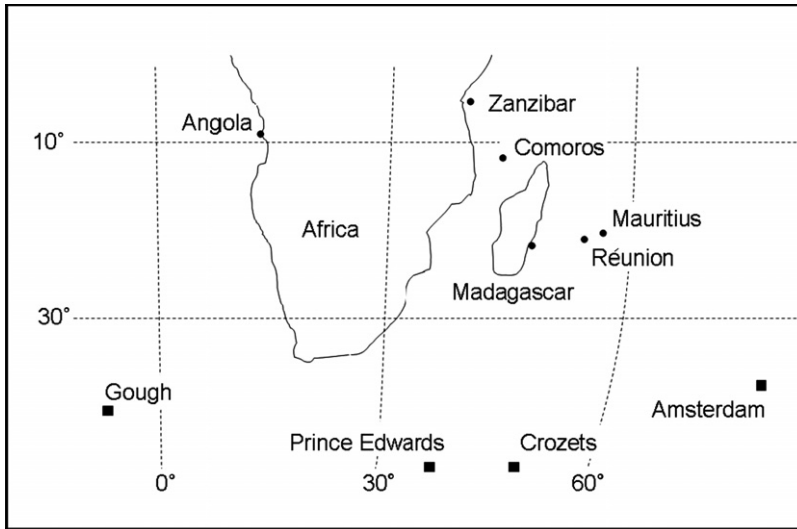 Zanzibar
Angola
10°
Comoros
Africa
Mauritius
Réunion
Madagascar
30°
Gough
Amsterdam
Prince Edwards
Crozets
0°
30°
60°